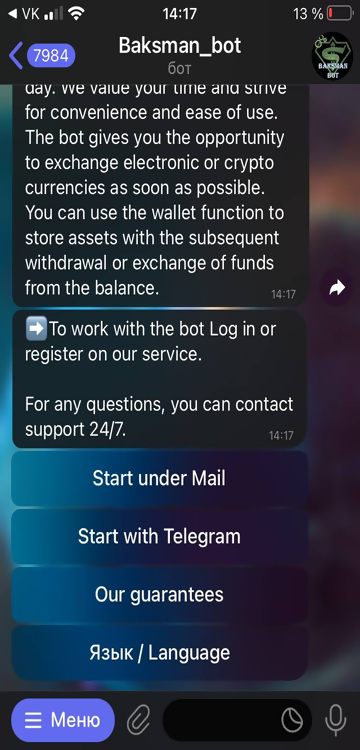 VK
14:17
13 %
7984
Baksman_bot
бот
BAKSMAN
BOT
day. We value your time and strive
for convenience and ease of use.
The bot gives you the opportunity
to exchange electronic or crypto
currencies as soon as possible.
You can use the wallet function to
store assets with the subsequent
withdrawal or exchange of funds
from the balance.
14:17
To work with the bot Log in or
register on our service.
For any questions, you can contact
support 24/7.
14:17
Start under Mail
Start with Telegram
Our guarantees
Язык / Language
Меню